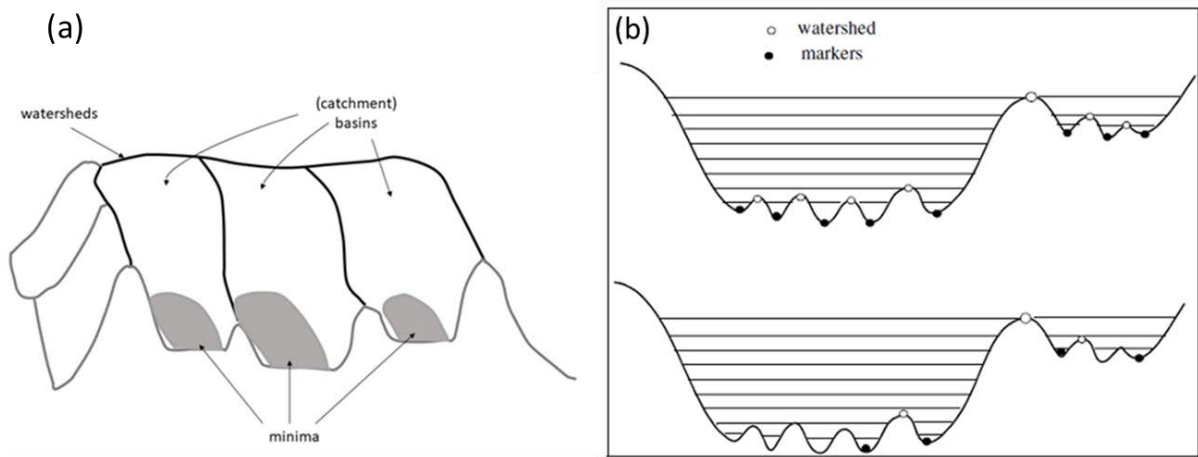 (a)
watersheds
(catchment)
basins
minima
(b)
watershed
markers